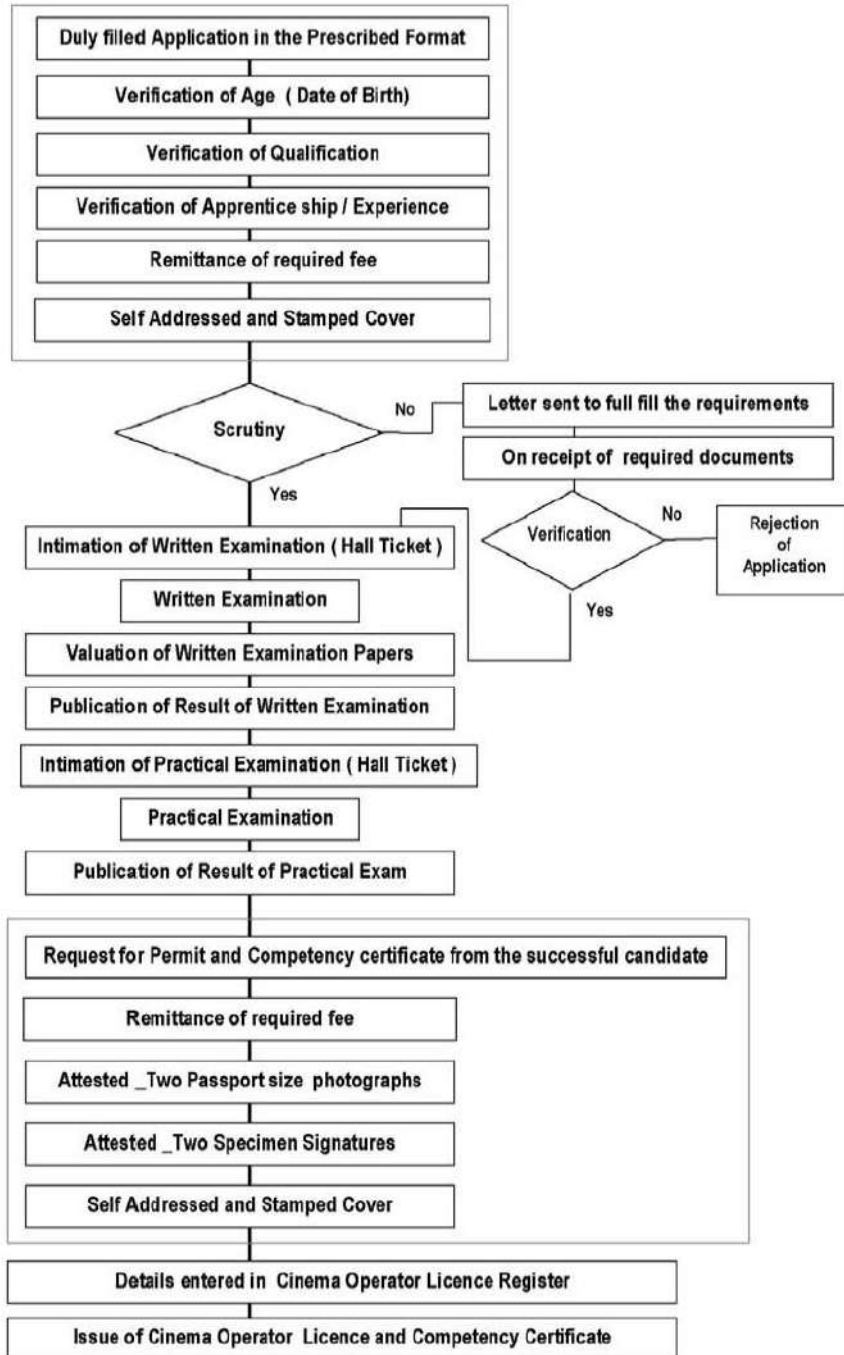 Duly filled Application in the Prescribed Format
Verification of Age ( Date of Birth)
Verification of Qualification
Verification of Apprentice ship / Experience
Remittance of required fee
Self Addressed and Stamped Cover
Scrutiny
No
Letter sent to full fill the requirements
On receipt of required documents
Yes
Verification
No
Rejection
of
Application
Yes
Intimation of Written Examination ( Hall Ticket )
Written Examination
Valuation of Written Examination Papers
Publication of Result of Written Examination
Intimation of Practical Examination ( Hall Ticket )
Practical Examination
Publication of Result of Practical Exam
Request for Permit and Competency certificate from the successful candidate
Remittance of required fee
Attested _Two Passport size photographs
Attested _Two Specimen Signatures
Self Addressed and Stamped Cover
Details entered in Cinema Operator Licence Register
Issue of Cinema Operator Licence and Competency Certificate